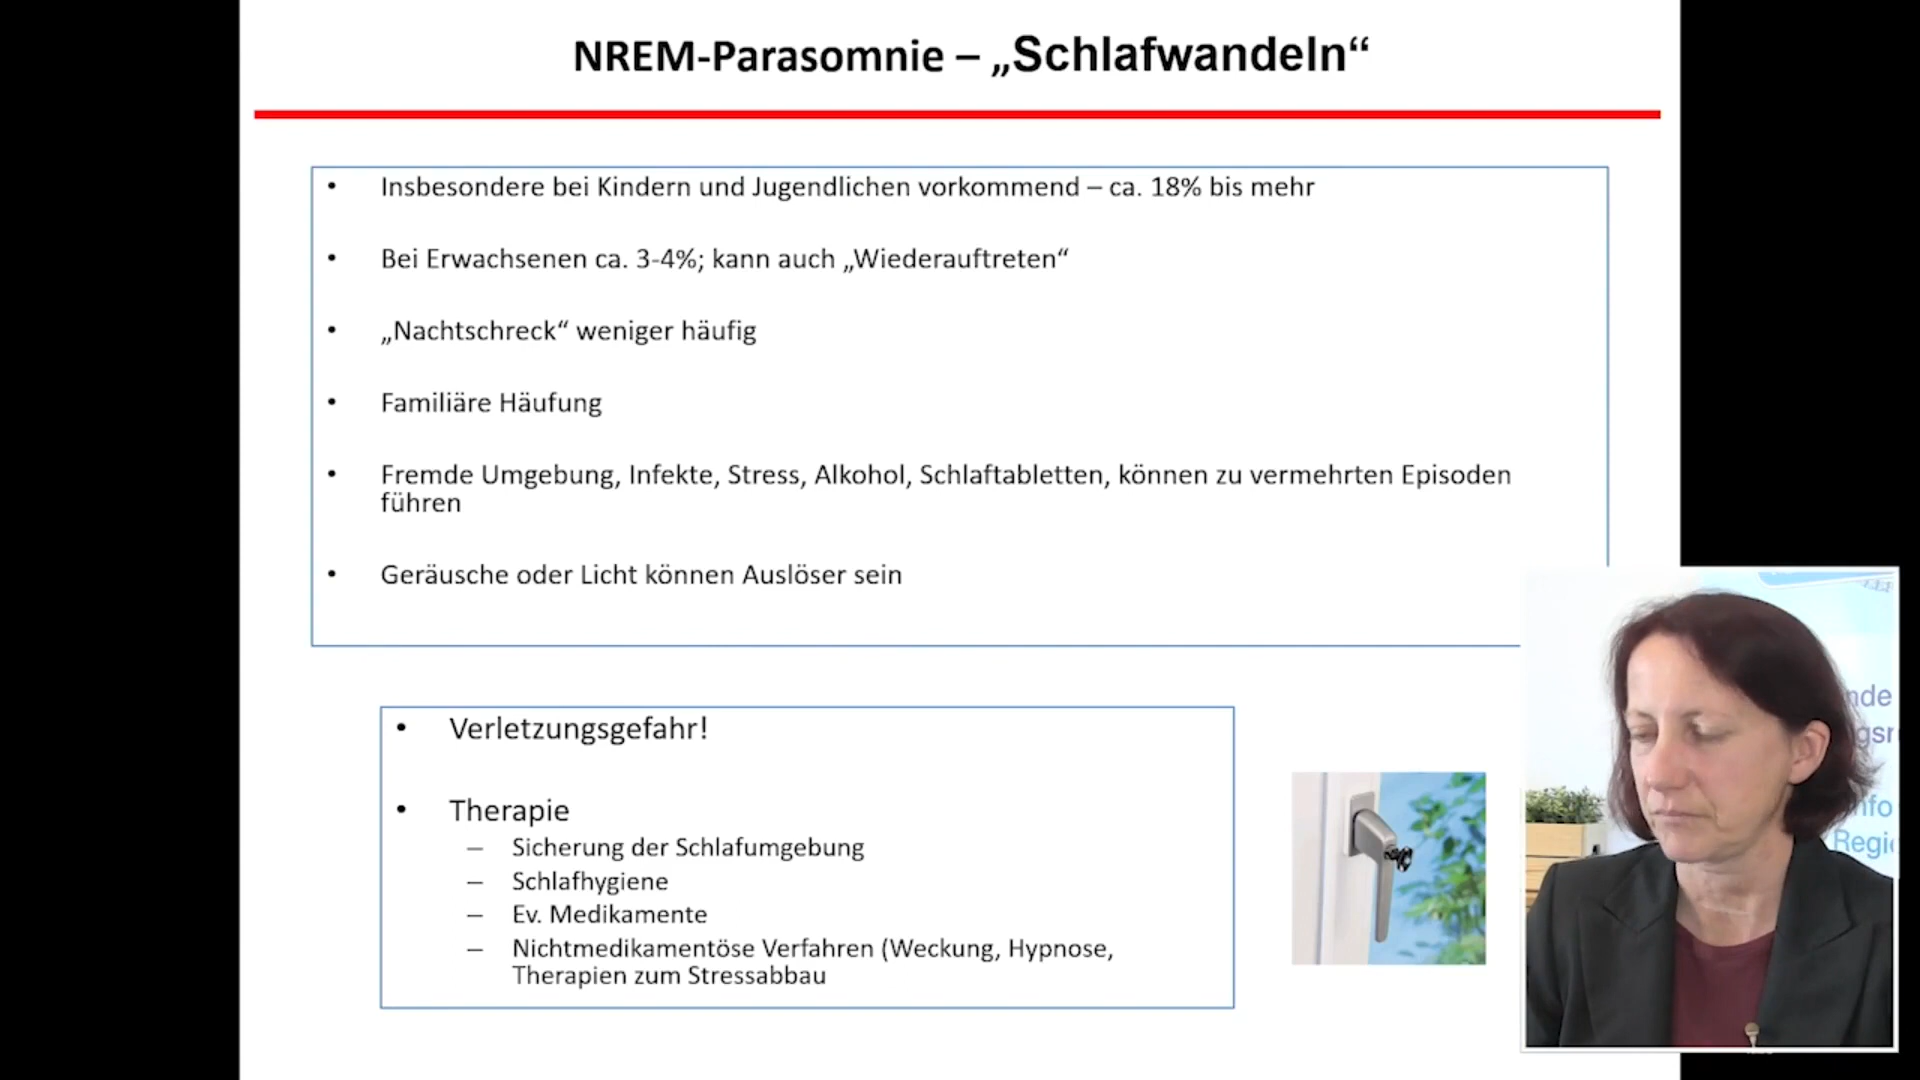 NREM-Parasomnie – „Schlafwandeln“
• Insbesondere bei Kindern und Jugendlichen vorkommend – ca. 18% bis mehr
• Bei Erwachsenen ca. 3-4%; kann auch „Wiederauftreten“
• „Nachtschreck“ weniger häufig
• Familiäre Häufung
• Fremde Umgebung, Infekte, Stress, Alkohol, Schlaftabletten, können zu vermehrten Episoden
führen
• Geräusche oder Licht können Auslöser sein
• Verletzungsgefahr!
• Therapie
– Sicherung der Schlafumgebung
– Schlafhygiene
– Ev. Medikamente
– Nichtmedikamentöse Verfahren (Weckung, Hypnose,
Therapien zum Stressabbau